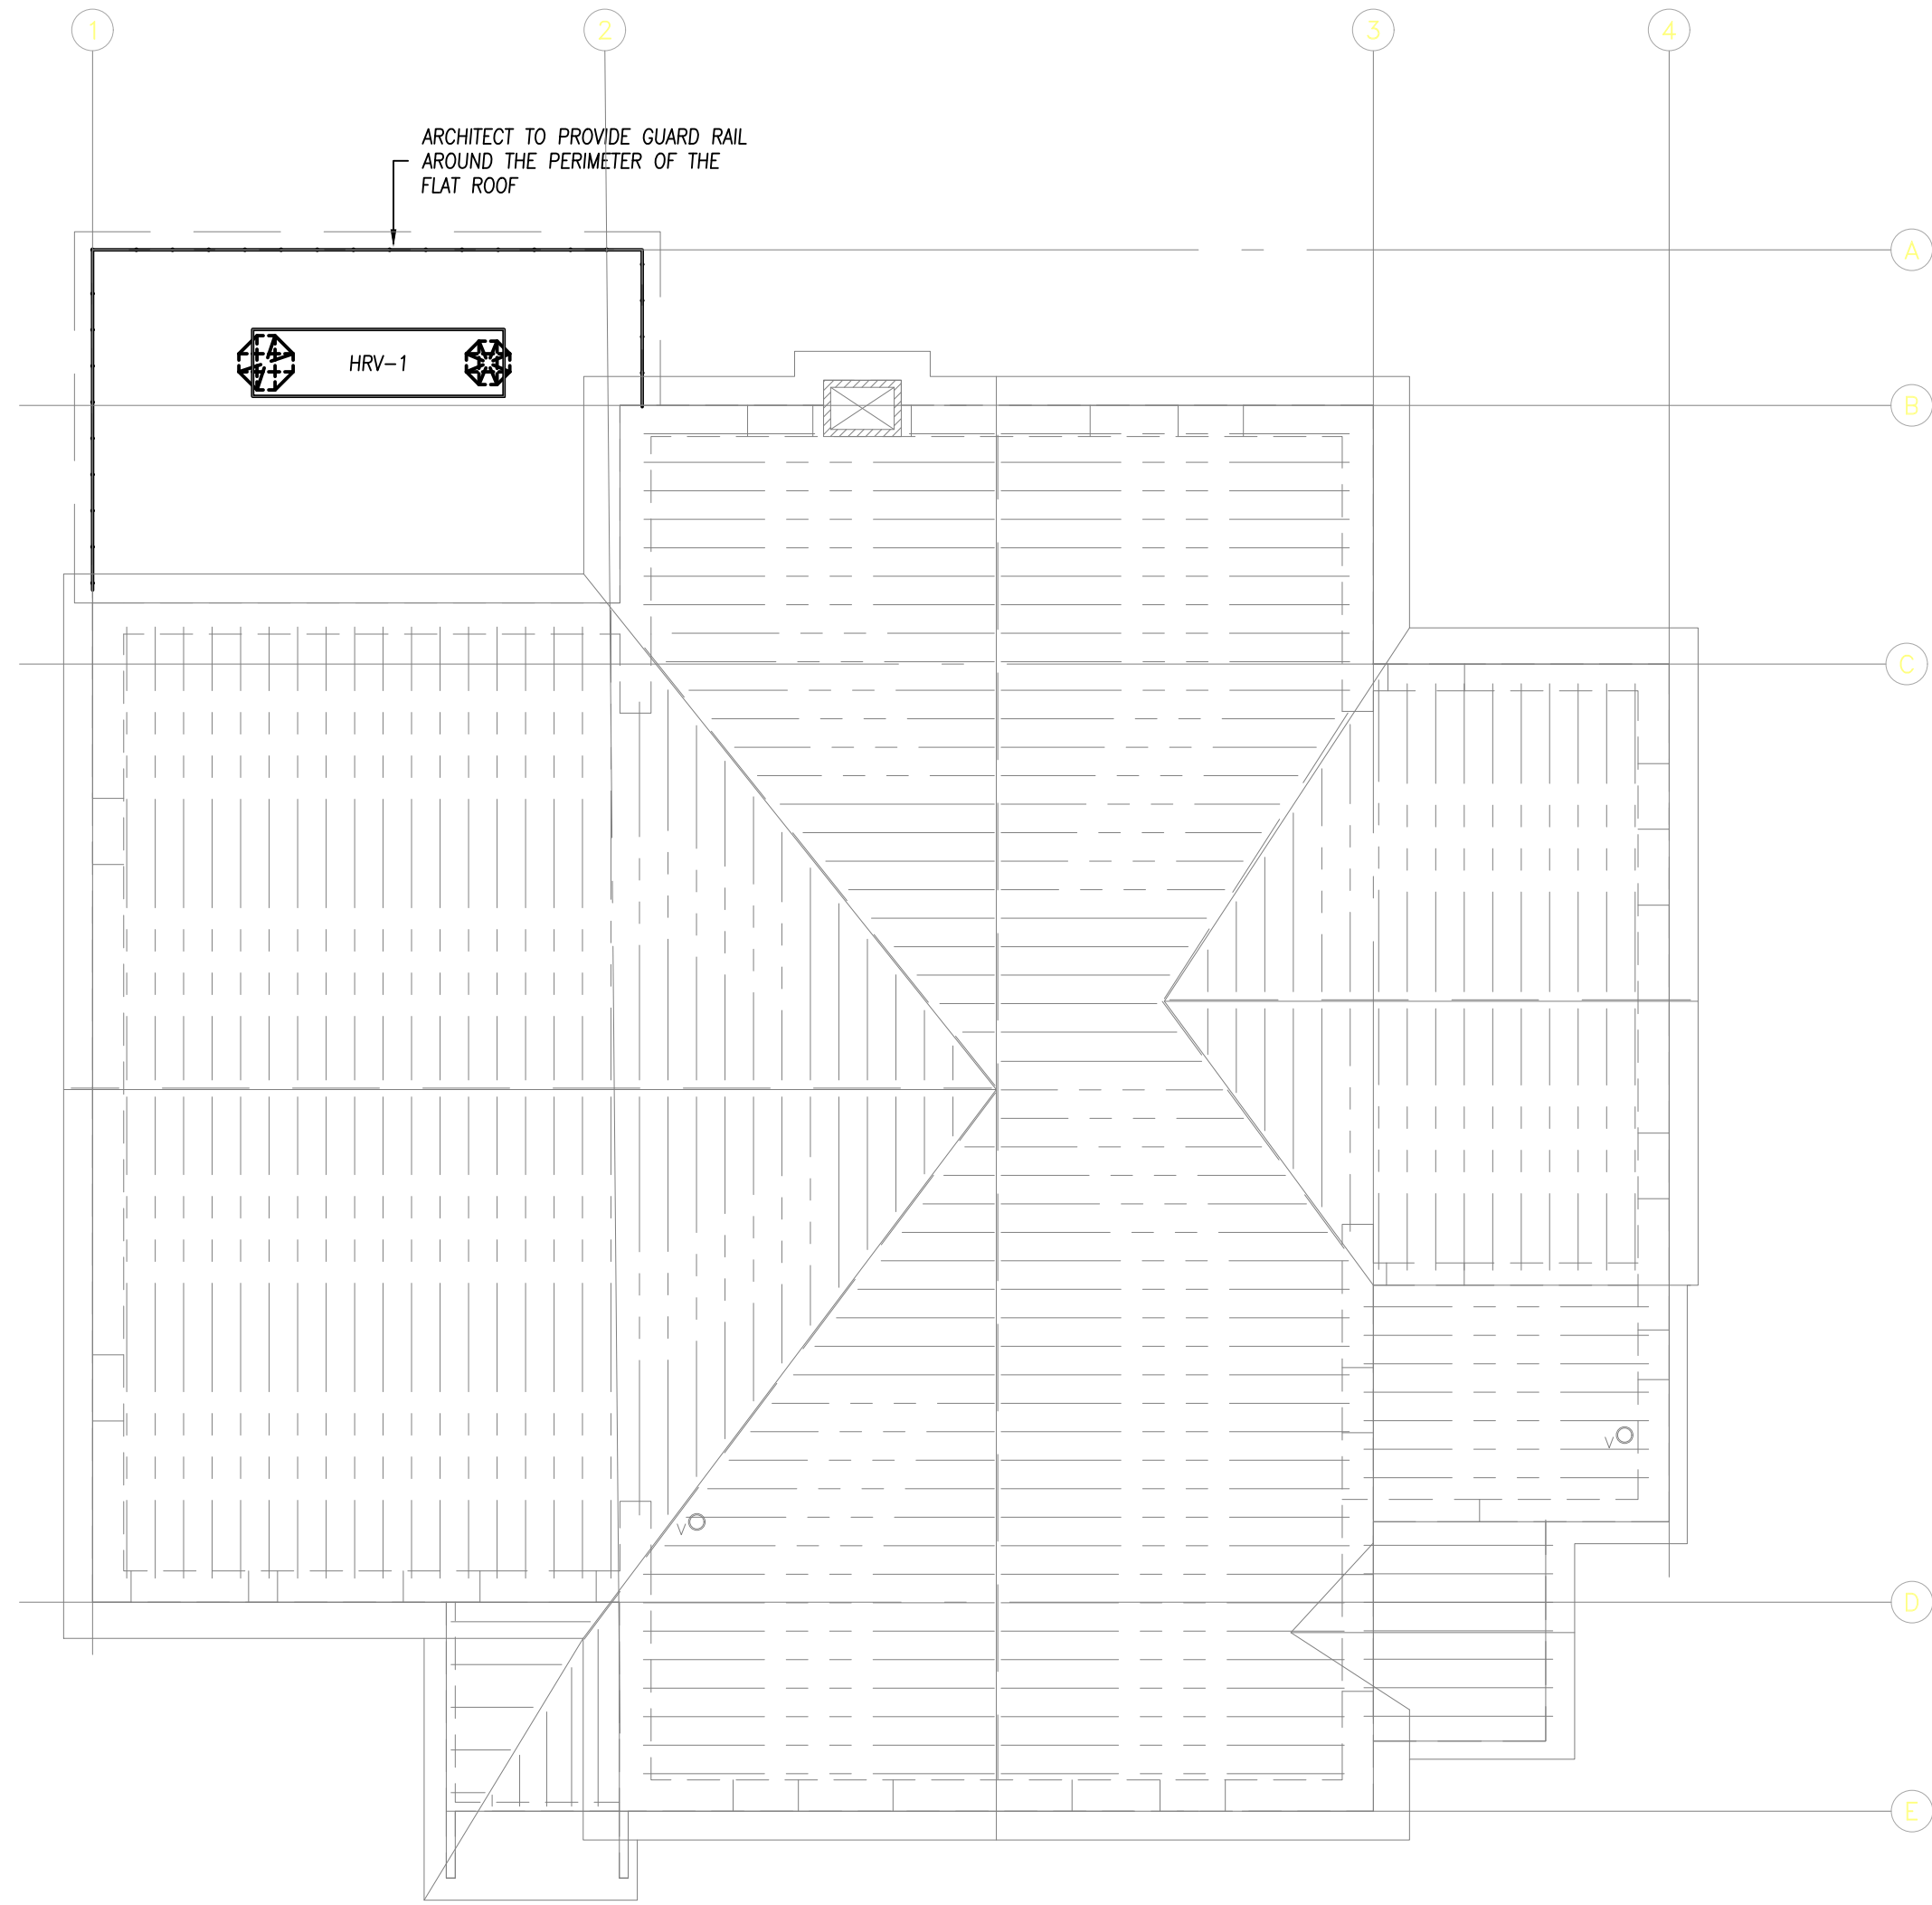 1
2
3
4
ARCHITECT TO PROVIDE GUARD RAIL
AROUND THE PERIMETER OF THE
FLAT ROOF
A
HRV-1
B
C
V
V
D
E